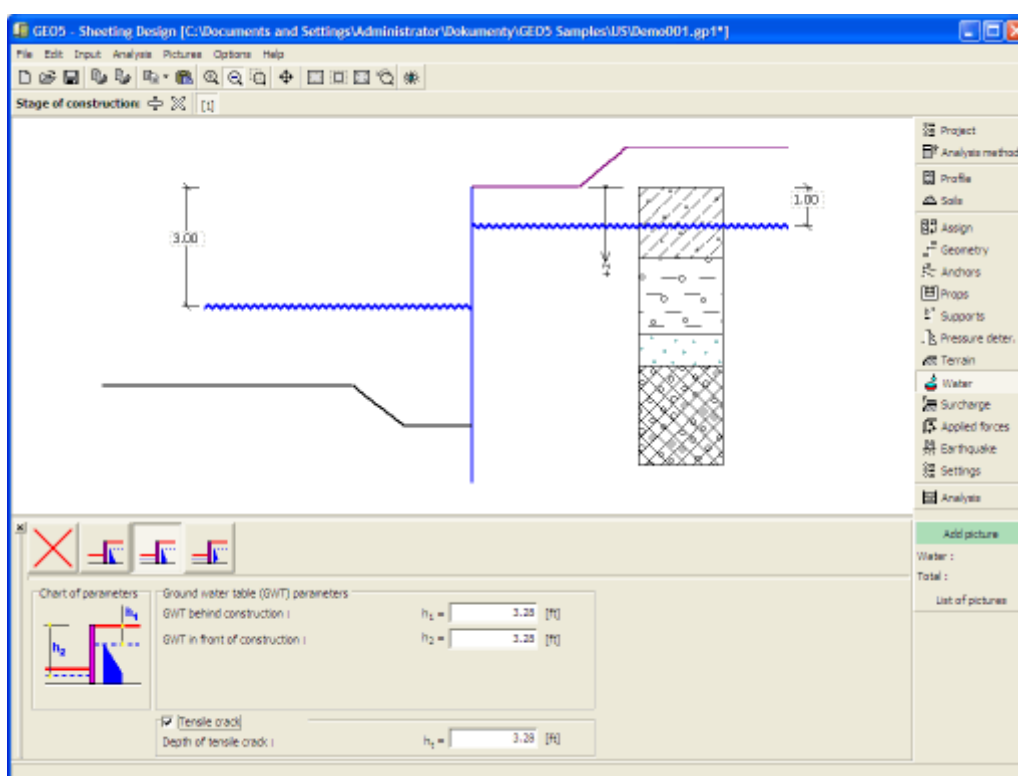 GEO5 - Sheeting Design [C:\Documents and Settings\Administrator\Dokumenty\GEO5 Samples\US\Demo001.gp1*]
File Edit Input Analysis Pictures Options Help
Stage of construction: [1]
Project
Analysis method
Profile
Soils
Assign
Geometry
Anchors
Props
Supports
Pressure deter.
Terrain
Water
Surcharge
Applied forces
Earthquake
Settings
Analysis
Add picture
Water :
Total :
List of pictures
3.00
1.00
+z
Chart of parameters
h1
h2
Ground water table (GWT) parameters
GWT behind construction : h1 = 3.28 [ft]
GWT in front of construction : h2 = 3.28 [ft]
Tensile crack
Depth of tensile crack : ht = 3.28 [ft]